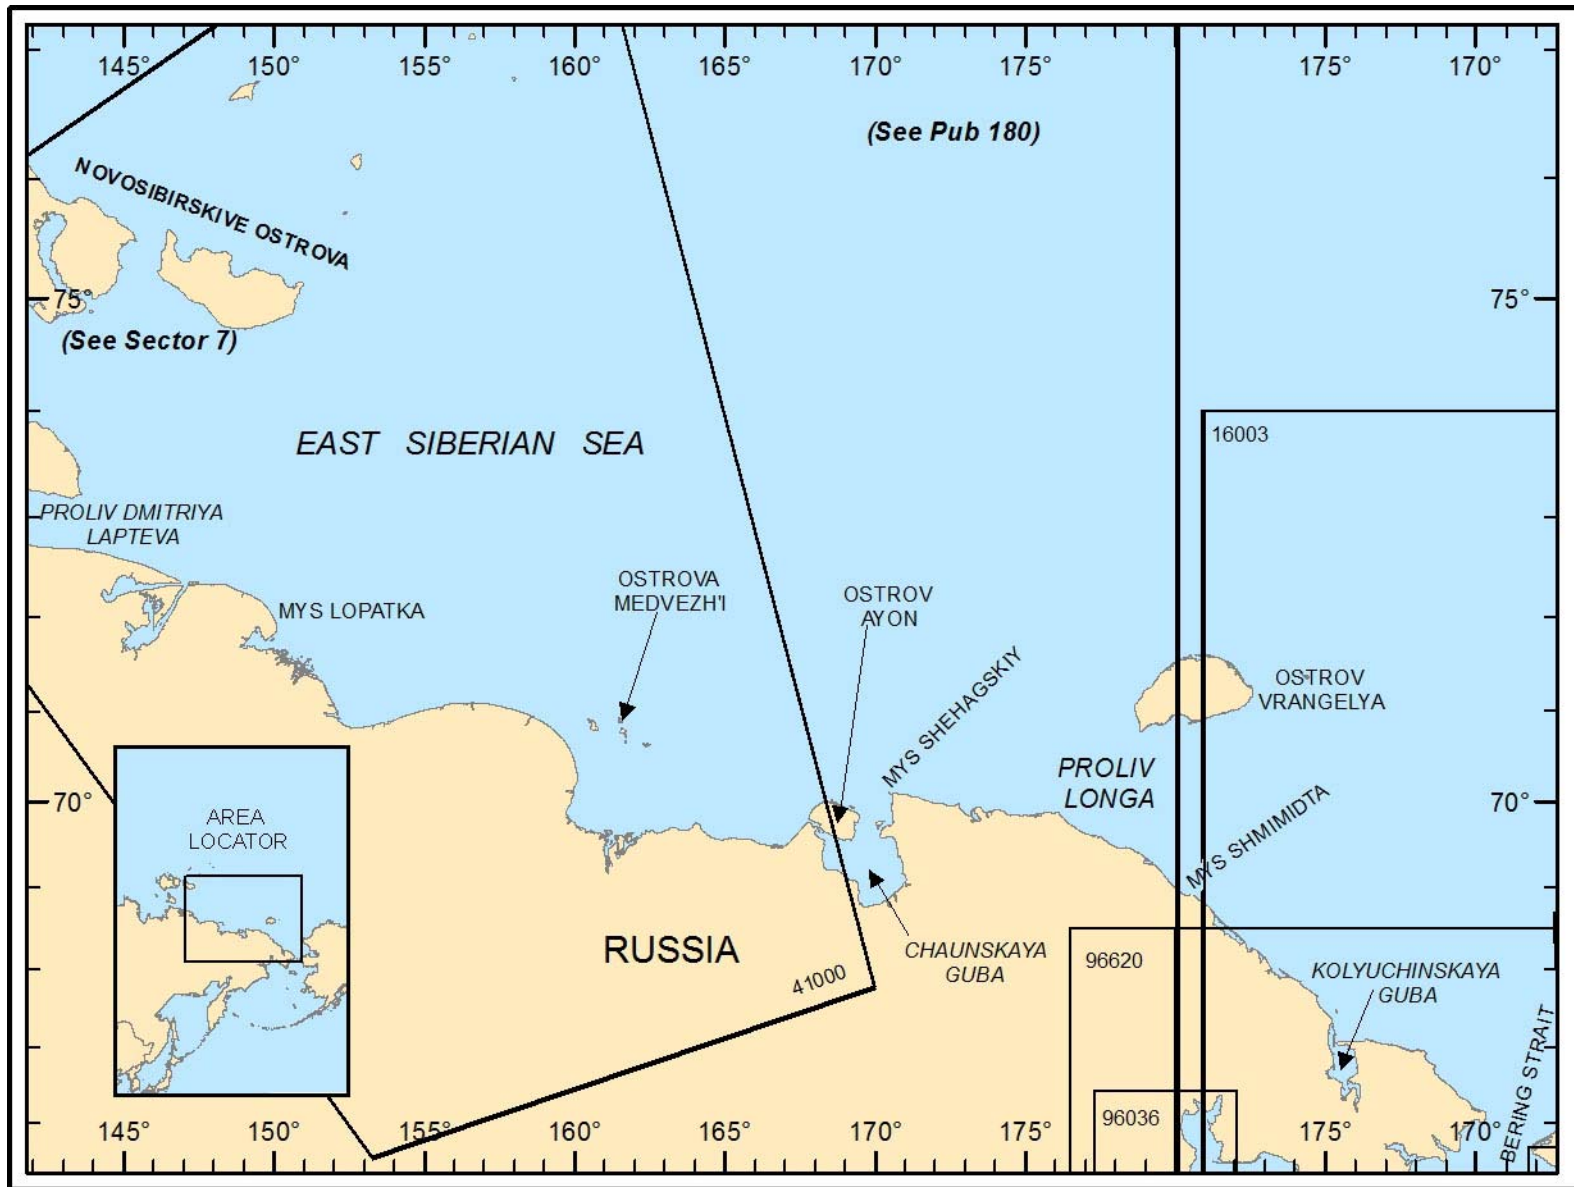 145° 150° 155° 160° 165° 170° 175° 175° 170°
(See Pub 180)
NOVOSIBIRSKIVE OSTROVA
75° 75°
(See Sector 7)
EAST SIBERIAN SEA
16003
PROLIV DMITRIYA
LAPTEVA
OSTROVA
MEDVEZH'I
OSTROV
AYON
MYS LOPATKA
MYS SHEHAGSKIY
OSTROV
VRANGELYA
PROLIV
LONGA
70° 70°
MYS SHMIMIDTA
AREA
LOCATOR
RUSSIA
41000
CHAUNSKAYA
GUBA
96620
KOLYUCHINSKAYA
GUBA
BERING STRAIT
96036
145° 150° 155° 160° 165° 170° 175° 175° 170°